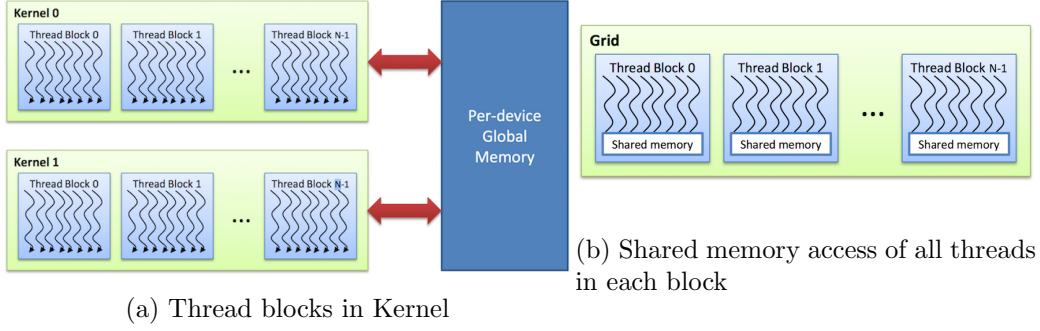 Kernel 0
Thread Block 0
Thread Block 1
Thread Block N-1
...
Kernel 1
Thread Block 0
Thread Block 1
Thread Block N-1
...
Per-device
Global
Memory
(a) Thread blocks in Kernel
Grid
Thread Block 0
Thread Block 1
Thread Block N-1
...
Shared memory
Shared memory
Shared memory
(b) Shared memory access of all threads
in each block